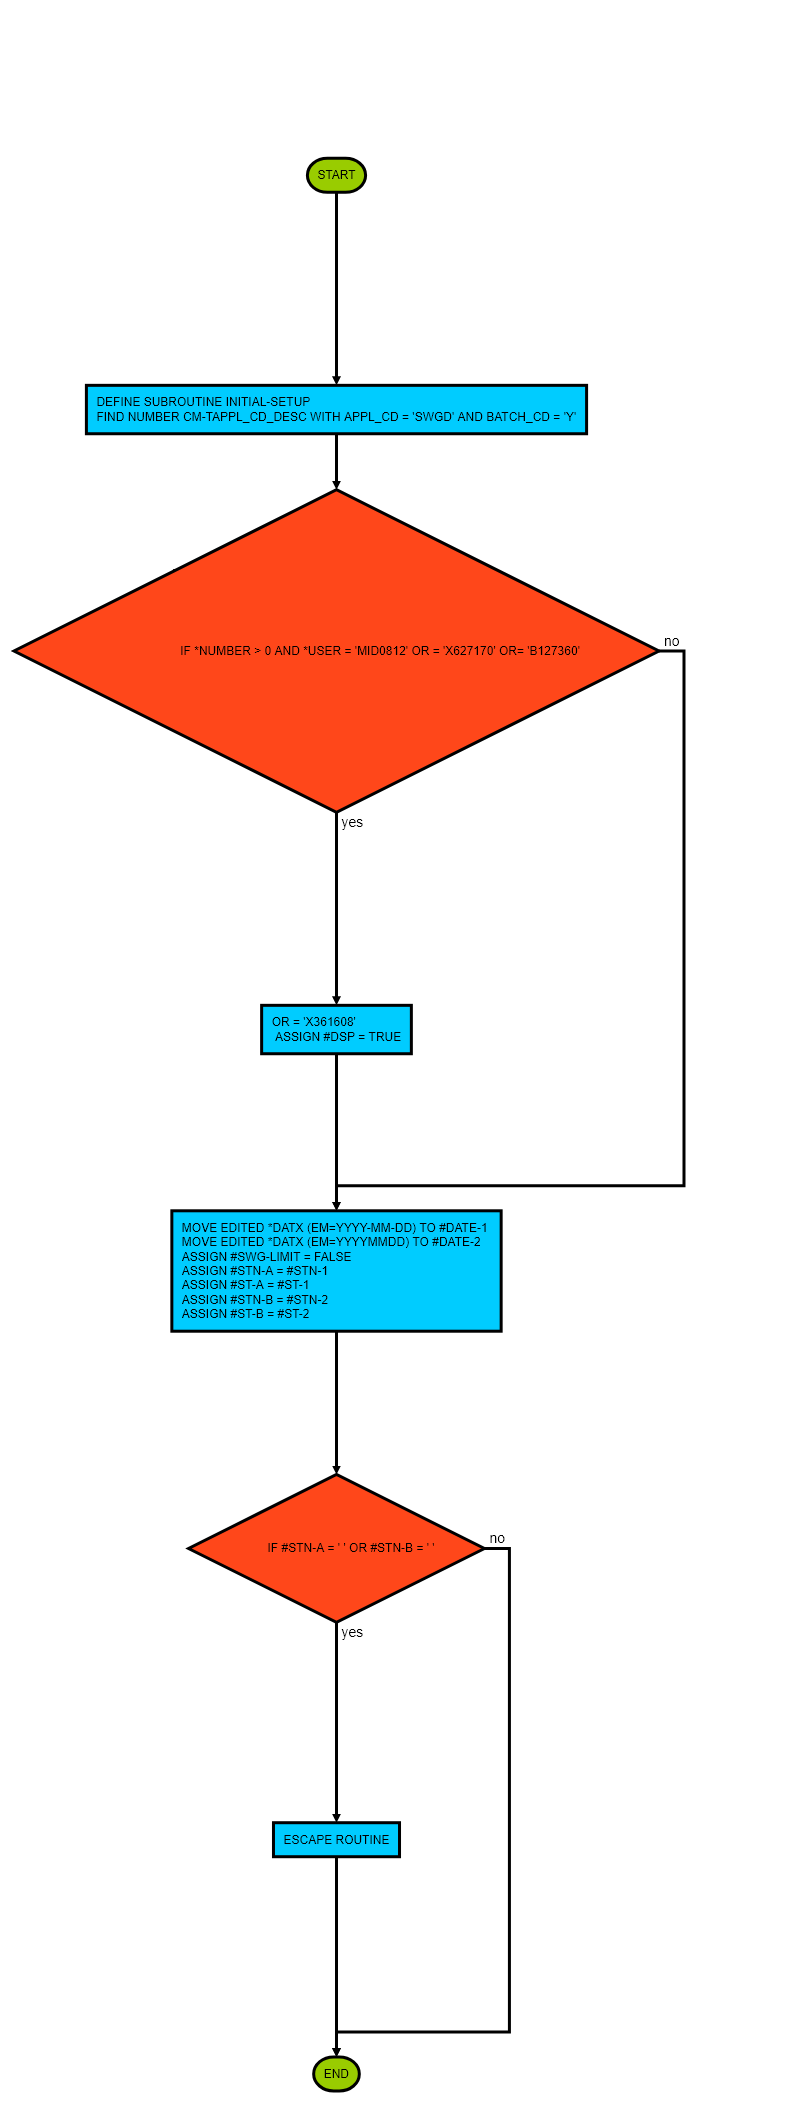 START
DEFINE SUBROUTINE INITIAL-SETUP
FIND NUMBER CM-TAPPL_CD_DESC WITH APPL_CD = 'SWGD' AND BATCH_CD = 'Y'
IF *NUMBER > 0 AND *USER = 'MID0812' OR = 'X627170' OR= 'B127360'
no
yes
OR = 'X361608'
ASSIGN #DSP = TRUE
MOVE EDITED *DATX (EM=YYYY-MM-DD) TO #DATE-1
MOVE EDITED *DATX (EM=YYYYMMDD) TO #DATE-2
ASSIGN #SWG-LIMIT = FALSE
ASSIGN #STN-A = #STN-1
ASSIGN #ST-A = #ST-1
ASSIGN #STN-B = #STN-2
ASSIGN #ST-B = #ST-2
IF #STN-A = ' ' OR #STN-B = ' '
no
yes
ESCAPE ROUTINE
END